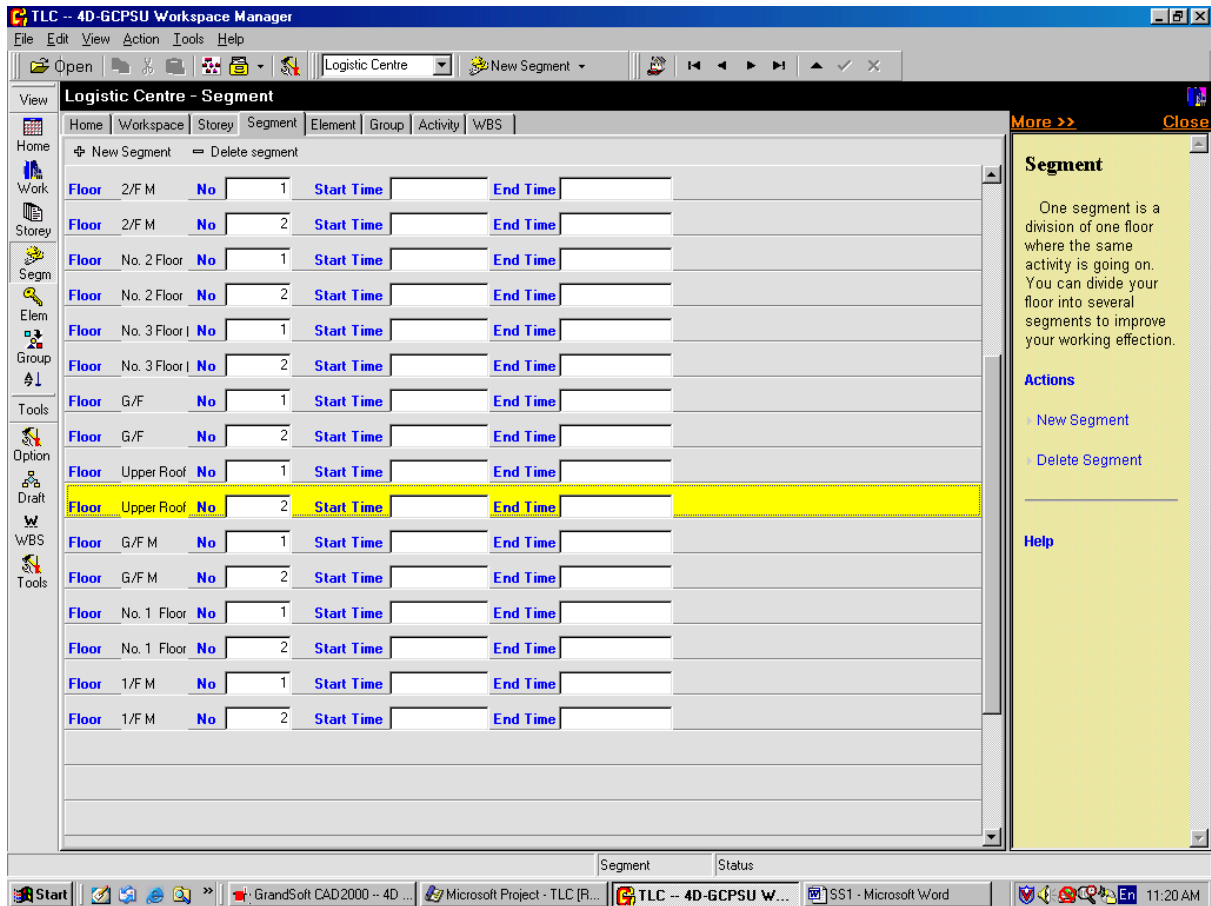 TLC -- 4D-GCPSU Workspace Manager
File Edit View Action Tools Help
Open Logistic Centre New Segment
View Logistic Centre - Segment
Home Workspace Storey Segment Element Group Activity WBS
More >> Close
New Segment Delete segment
Home
Work
Storey
Segm
Elem
Group
Tools
Option
Draft
WBS
Tools
Floor 2/F M No 1 Start Time End Time
Floor 2/F M No 2 Start Time End Time
Floor No. 2 Floor No 1 Start Time End Time
Floor No. 2 Floor No 2 Start Time End Time
Floor No. 3 Floor No 1 Start Time End Time
Floor No. 3 Floor No 2 Start Time End Time
Floor G/F No 1 Start Time End Time
Floor G/F No 2 Start Time End Time
Floor Upper Roof No 1 Start Time End Time
Floor Upper Roof No 2 Start Time End Time
Floor G/F M No 1 Start Time End Time
Floor G/F M No 2 Start Time End Time
Floor No. 1 Floor No 1 Start Time End Time
Floor No. 1 Floor No 2 Start Time End Time
Floor 1/F M No 1 Start Time End Time
Floor 1/F M No 2 Start Time End Time
Segment
One segment is a
division of one floor
where the same
activity is going on.
You can divide your
floor into several
segments to improve
your working effection.
Actions
New Segment
Delete Segment
Help
Segment Status
Start » GrandSoft CAD2000 -- 4D ... Microsoft Project - TLC [R... TLC -- 4D-GCPSU W... SS1 - Microsoft Word En 11:20 AM